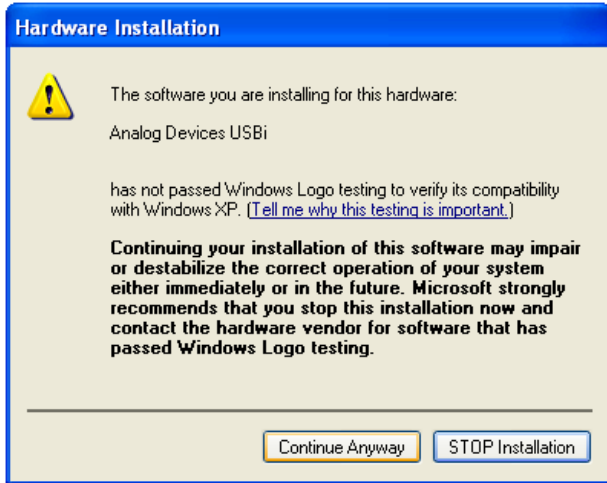 Hardware Installation
The software you are installing for this hardware:
Analog Devices USBi
has not passed Windows Logo testing to verify its compatibility
with Windows XP. (Tell me why this testing is important.)
Continuing your installation of this software may impair
or destabilize the correct operation of your system
either immediately or in the future. Microsoft strongly
recommends that you stop this installation now and
contact the hardware vendor for software that has
passed Windows Logo testing.
Continue Anyway STOP Installation